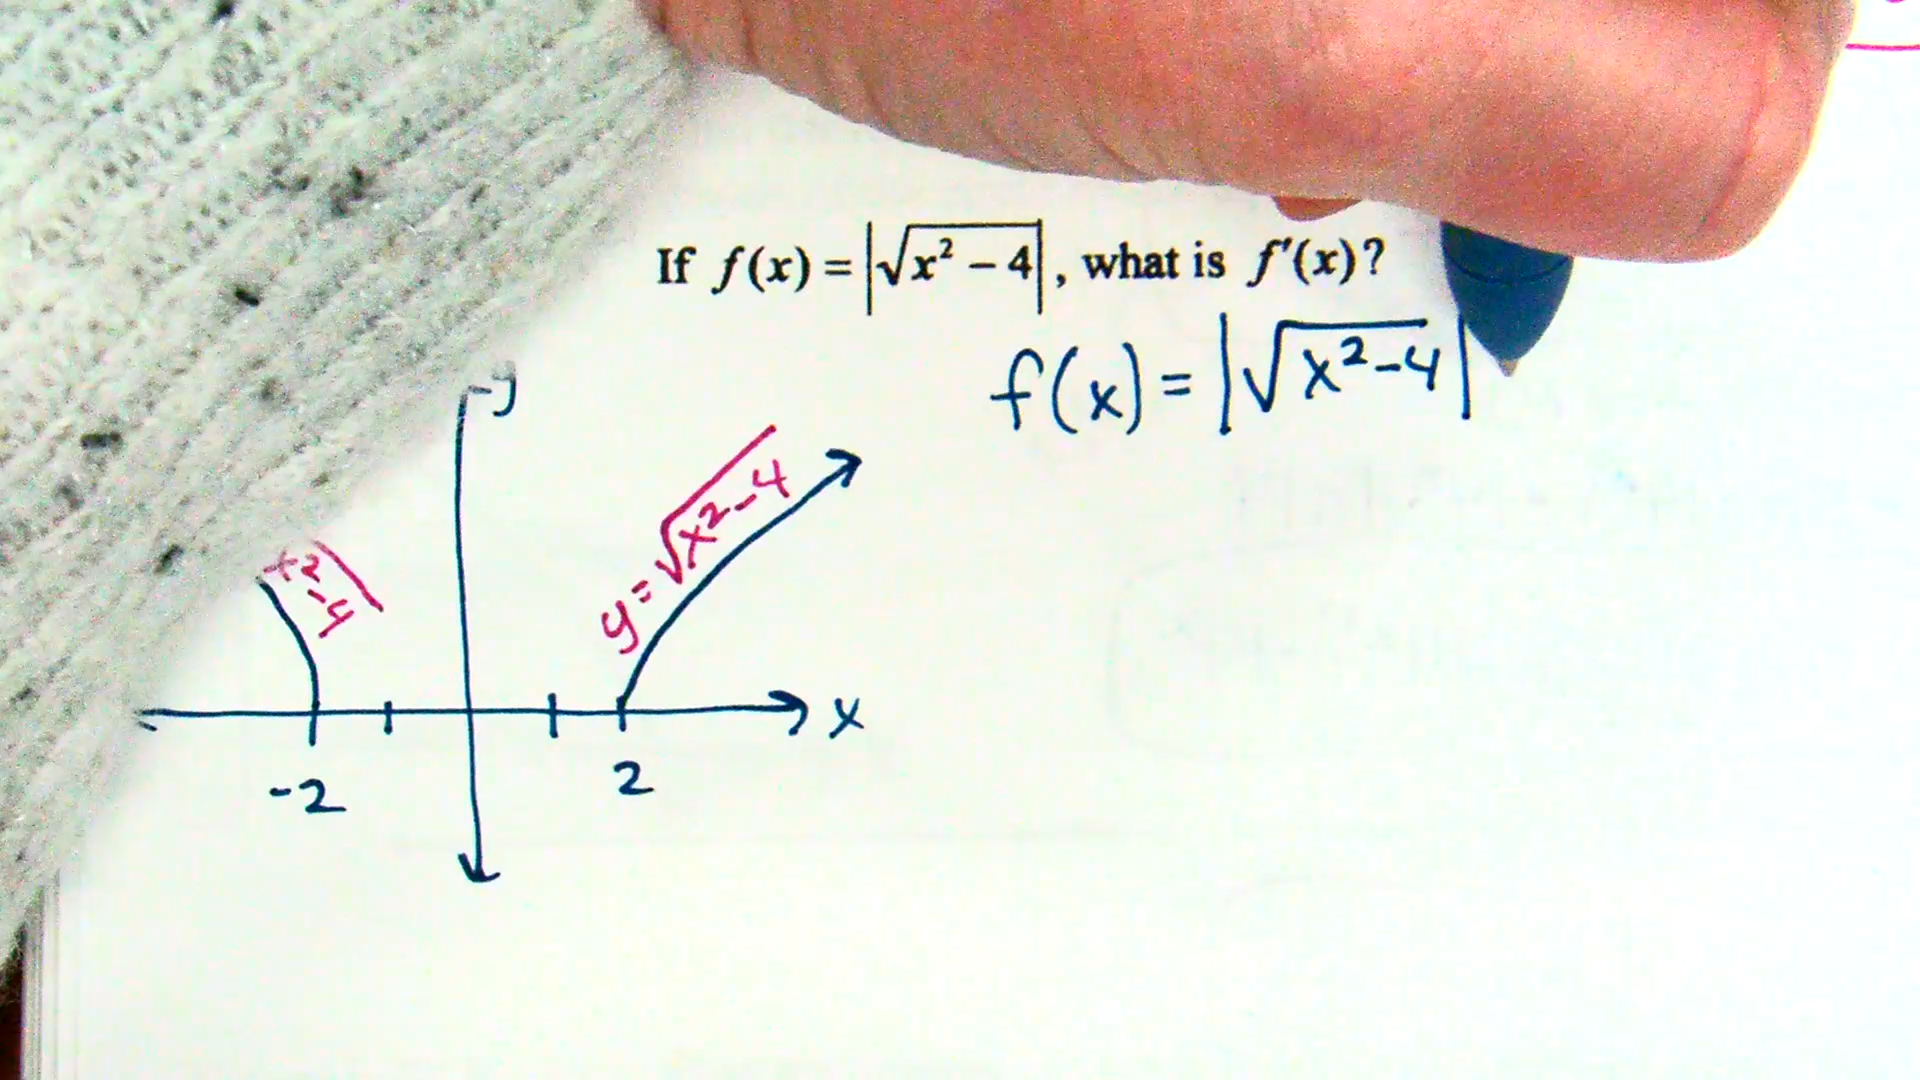 If f(x) = |√(x² − 4)|, what is f′(x)?
f(x) = |√(x²−4)|
y
y = √(x²−4)
x²−4
x
-2
2